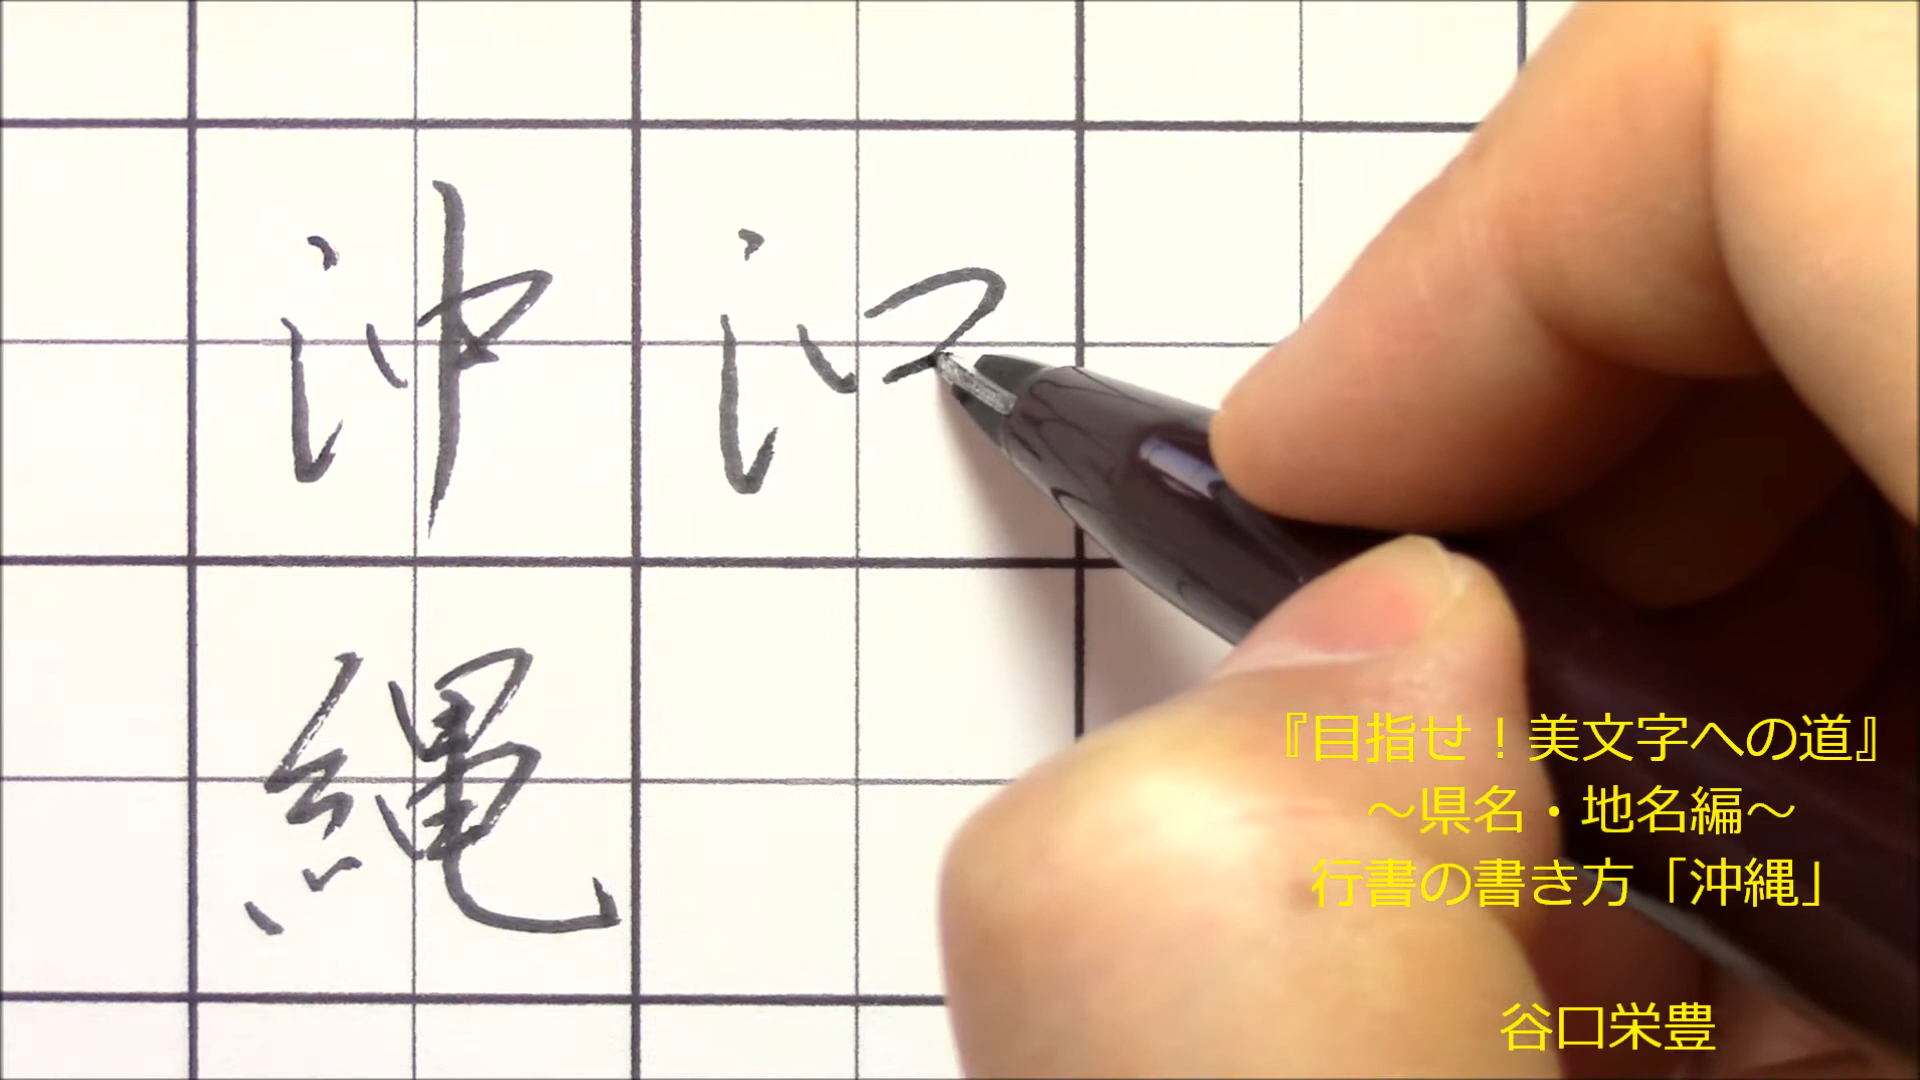 沖
縄
『目指せ！美文字への道』
～県名・地名編～
行書の書き方「沖縄」
谷口栄豊